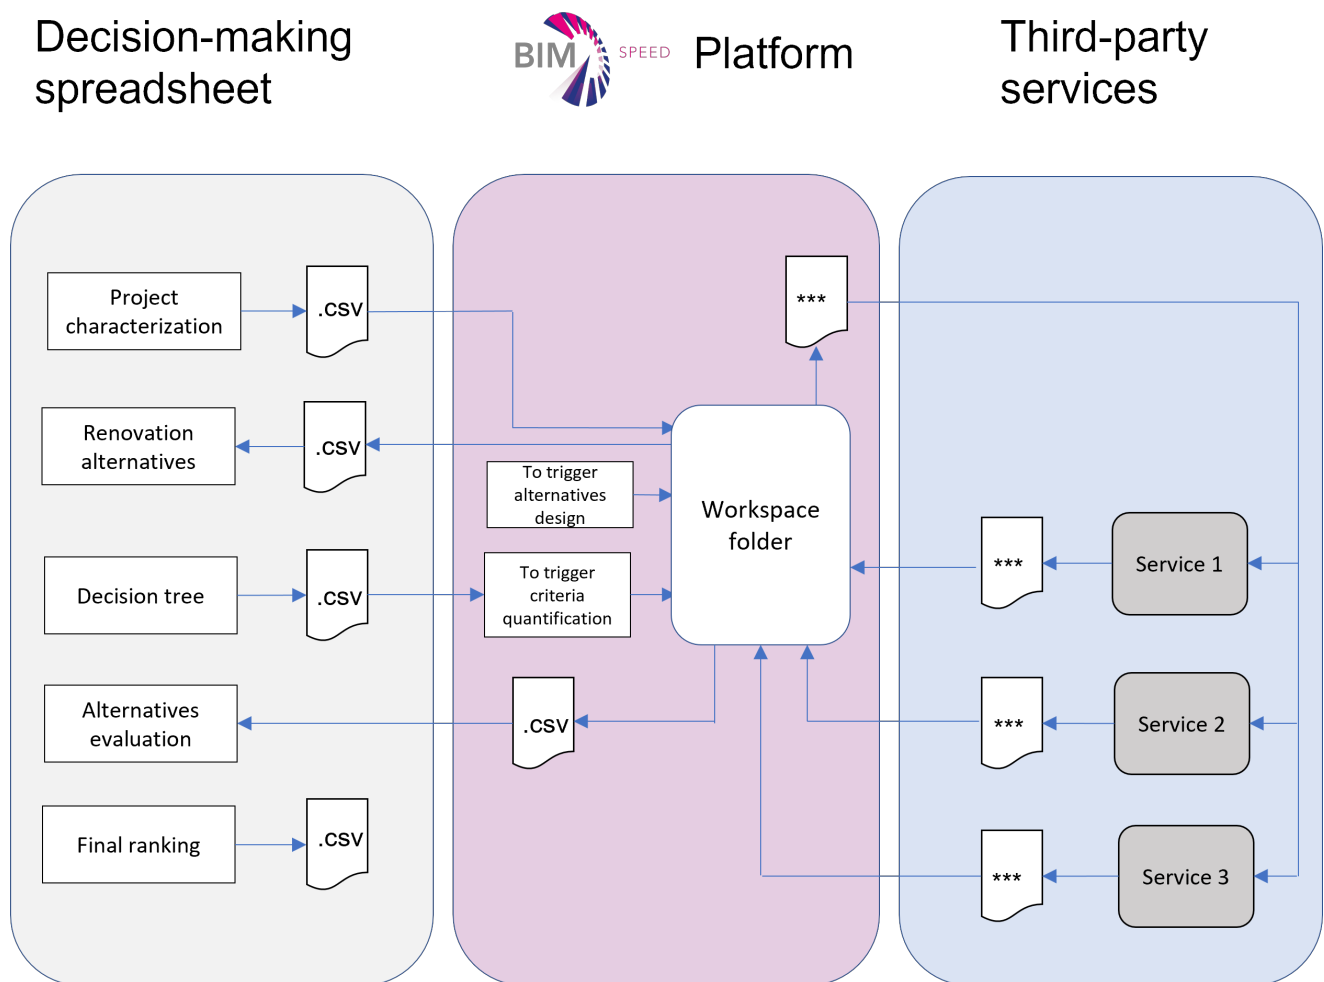 Decision-making
spreadsheet
BIM
SPEED
Platform
Third-party
services
Project
characterization
.CSV
Renovation
alternatives
.CSV
Decision tree
.CSV
Alternatives
evaluation
Final ranking
.CSV
***
To trigger
alternatives
design
To trigger
criteria
quantification
Workspace
folder
.CSV
***
Service 1
***
Service 2
***
Service 3